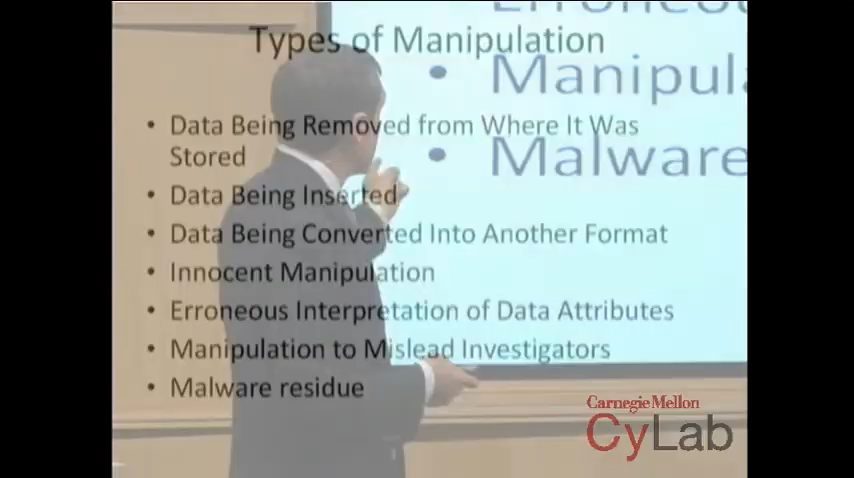 Erroneou
Types of Manipulation
• Manipula
• Data Being Removed from Where It Was
Stored
• Malware
• Data Being Inserted
• Data Being Converted Into Another Format
• Innocent Manipulation
• Erroneous Interpretation of Data Attributes
• Manipulation to Mislead Investigators
• Malware residue
Carnegie Mellon
CyLab